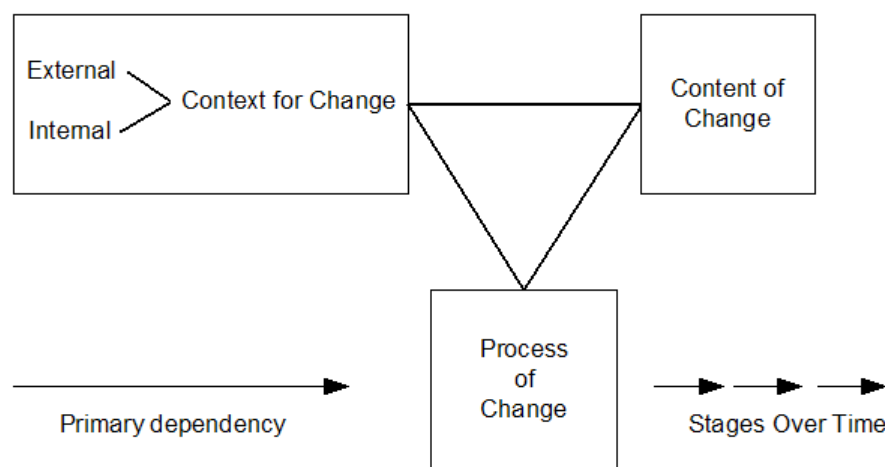 External
Internal
Context for Change
Content of
Change
Process
of
Change
Primary dependency
Stages Over Time